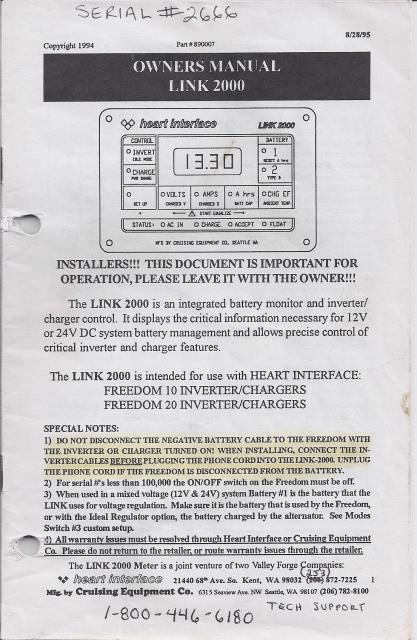 SERIAL #2666
8/28/95
Copyright 1994 Part # 890007
OWNERS MANUAL
LINK 2000
heart interface LINK 2000
CONTROL BATTERY
INVERT
IDLE MODE
13.30
1
RESET A hrs
CHARGE
PWR SHARE
2
TYPE B
SET UP
VOLTS AMPS A hrs CHG EF
BATT CAP AMBIENT TEMP
START EQUALIZE
STATUS: AC IN CHARGE ACCEPT FLOAT
MFG BY CRUISING EQUIPMENT CO, SEATTLE WA
INSTALLERS!!! THIS DOCUMENT IS IMPORTANT FOR
OPERATION, PLEASE LEAVE IT WITH THE OWNER!!!
The LINK 2000 is an integrated battery monitor and inverter/
charger control. It displays the critical information necessary for 12V
or 24V DC system battery management and allows precise control of
critical inverter and charger features.
The LINK 2000 is intended for use with HEART INTERFACE:
FREEDOM 10 INVERTER/CHARGERS
FREEDOM 20 INVERTER/CHARGERS
SPECIAL NOTES:
1) DO NOT DISCONNECT THE NEGATIVE BATTERY CABLE TO THE FREEDOM WITH
THE INVERTER OR CHARGER TURNED ON! WHEN INSTALLING, CONNECT THE IN-
VERTER CABLES BEFORE PLUGGING THE PHONE CORD INTO THE LINK-2000. UNPLUG
THE PHONE CORD IF THE FREEDOM IS DISCONNECTED FROM THE BATTERY.
2) For serial #'s less than 100,000 the ON/OFF switch on the Freedom must be off.
3) When used in a mixed voltage (12V & 24V) system Battery #1 is the battery that the
LINK uses for voltage regulation. Make sure it is the battery that is used by the Freedom,
or with the Ideal Regulator option, the battery charged by the alternator. See Modes
Switch #3 custom setup.
4) All warranty issues must be resolved through Heart Interface or Cruising Equipment
Co. Please do not return to the retailer, or route warranty issues through the retailer.
The LINK 2000 Meter is a joint venture of two Valley Forge Companies:
(253)
heart interface 21440 68th Ave. So. Kent, WA 98032 (206) 872-7225 1
Mfg. by Cruising Equipment Co. 6315 Seaview Ave. NW Seattle, WA 98107 (206) 782-8100
1-800-446-6180 TECH SUPPORT